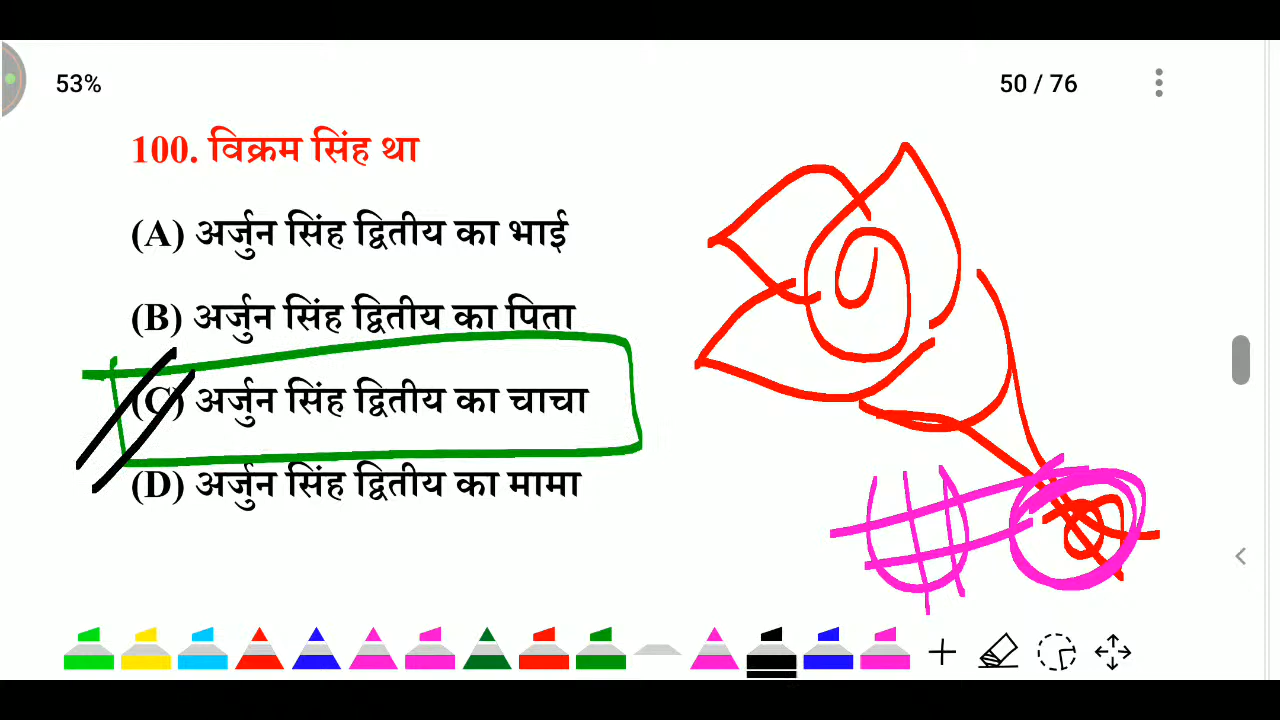 53%
50 / 76
100. विक्रम सिंह था
(A) अर्जुन सिंह द्वितीय का भाई
(B) अर्जुन सिंह द्वितीय का पिता
(C) अर्जुन सिंह द्वितीय का चाचा
(D) अर्जुन सिंह द्वितीय का मामा